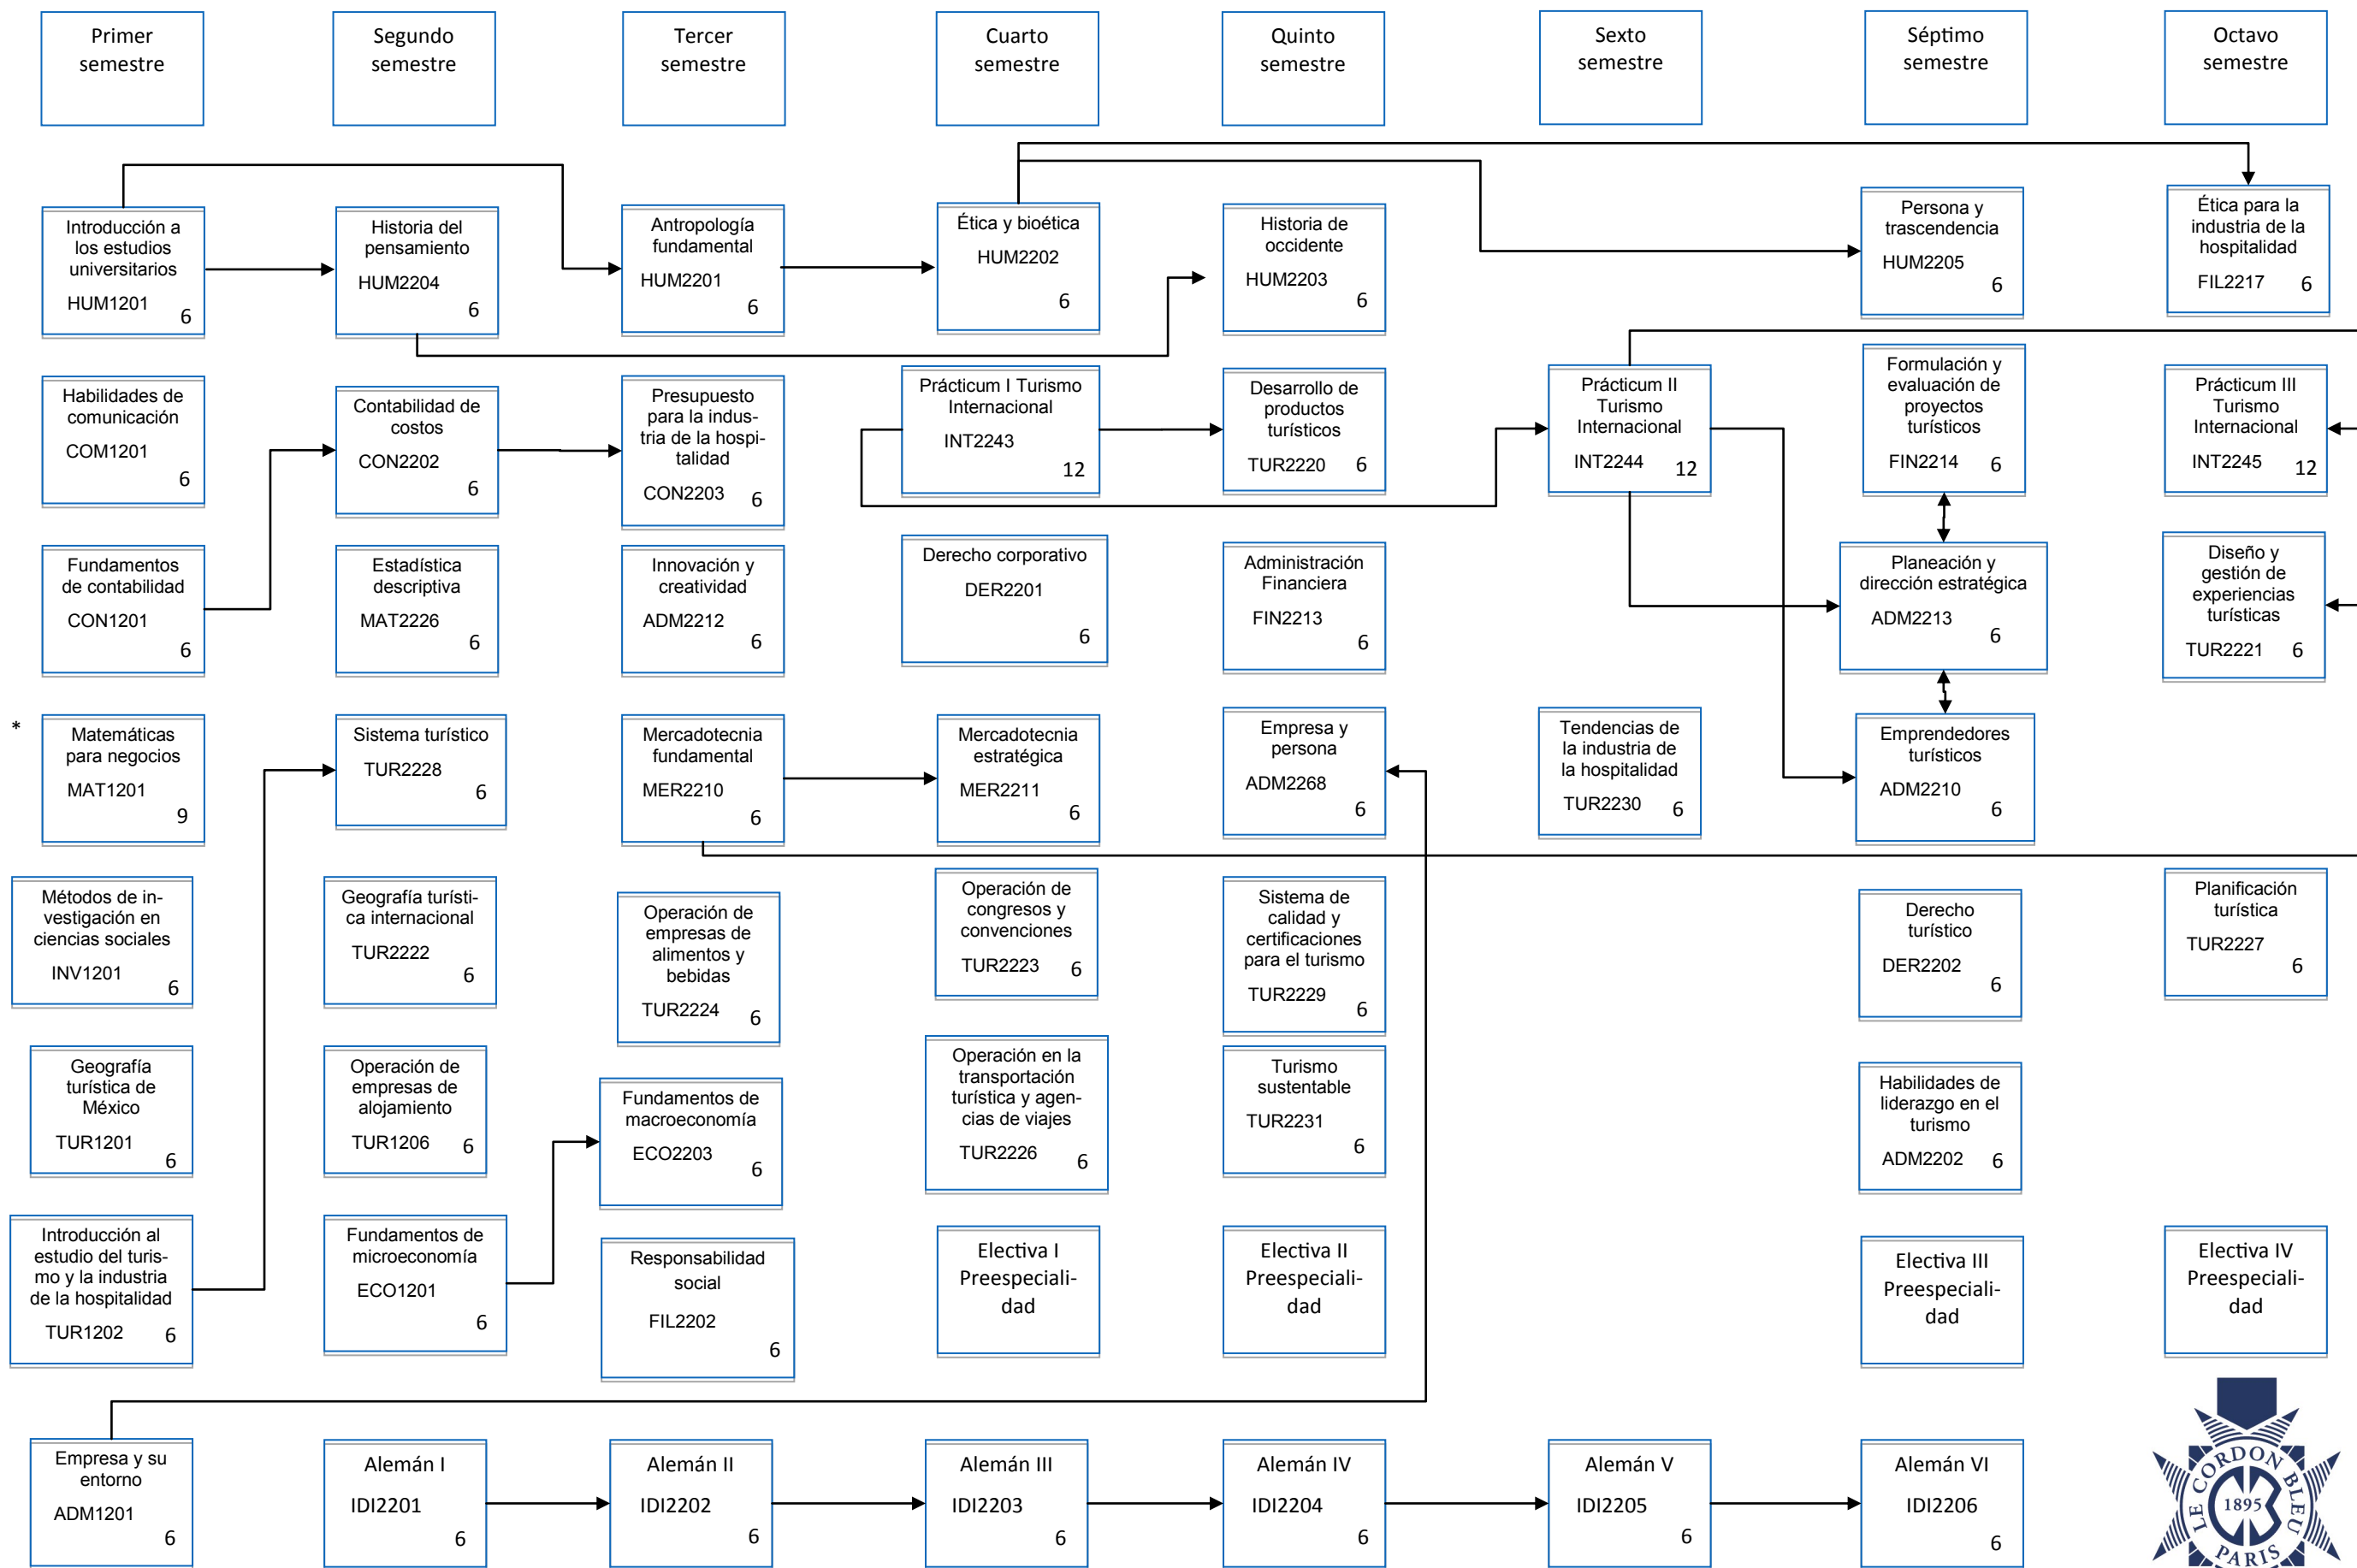 Primer
semestre
Segundo
semestre
Tercer
semestre
Cuarto
semestre
Quinto
semestre
Sexto
semestre
Séptimo
semestre
Octavo
semestre
Introducción a
los estudios
universitarios
HUM1201
6
Historia del
pensamiento
HUM2204
6
Antropología
fundamental
HUM2201
6
Ética y bioética
HUM2202
6
Historia de
occidente
HUM2203
6
Persona y
trascendencia
HUM2205
6
Ética para la
industria de la
hospitalidad
FIL2217 6
Habilidades de
comunicación
COM1201
6
Contabilidad de
costos
CON2202
6
Presupuesto
para la indus-
tria de la hospi-
talidad
CON2203 6
Prácticum I Turismo
Internacional
INT2243
12
Desarrollo de
productos
turísticos
TUR2220 6
Prácticum II
Turismo
Internacional
INT2244 12
Formulación y
evaluación de
proyectos
turísticos
FIN2214 6
Prácticum III
Turismo
Internacional
INT2245 12
Fundamentos
de contabilidad
CON1201
6
Estadística
descriptiva
MAT2226
6
Innovación y
creatividad
ADM2212
6
Derecho corporativo
DER2201
6
Administración
Financiera
FIN2213
6
Planeación y
dirección estratégica
ADM2213
6
Diseño y
gestión de
experiencias
turísticas
TUR2221 6
*
Matemáticas
para negocios
MAT1201
9
Sistema turístico
TUR2228
6
Mercadotecnia
fundamental
MER2210
6
Mercadotecnia
estratégica
MER2211
6
Empresa y
persona
ADM2268
6
Tendencias de
la industria de
la hospitalidad
TUR2230 6
Emprendedores
turísticos
ADM2210
6
Métodos de in-
vestigación en
ciencias sociales
INV1201
6
Geografía turísti-
ca internacional
TUR2222
6
Operación de
empresas de
alimentos y
bebidas
TUR2224 6
Operación de
congresos y
convenciones
TUR2223 6
Sistema de
calidad y
certificaciones
para el turismo
TUR2229
6
Derecho
turístico
DER2202
6
Planificación
turística
TUR2227
6
Geografía
turística de
México
TUR1201
6
Operación de
empresas de
alojamiento
TUR1206 6
Fundamentos de
macroeconomía
ECO2203
6
Operación en la
transportación
turística y agen-
cias de viajes
TUR2226 6
Turismo
sustentable
TUR2231
6
Habilidades de
liderazgo en el
turismo
ADM2202 6
Introducción al
estudio del turis-
mo y la industria
de la hospitalidad
TUR1202 6
Fundamentos de
microeconomía
ECO1201
6
Responsabilidad
social
FIL2202
6
Electiva I
Preespeciali-
dad
Electiva II
Preespeciali-
dad
Electiva III
Preespeciali-
dad
Electiva IV
Preespeciali-
dad
Empresa y su
entorno
ADM1201
6
Alemán I
IDI2201
6
Alemán II
IDI2202
6
Alemán III
IDI2203
6
Alemán IV
IDI2204
6
Alemán V
IDI2205
6
Alemán VI
IDI2206
6
LE CORDON BLEU
1895
PARIS